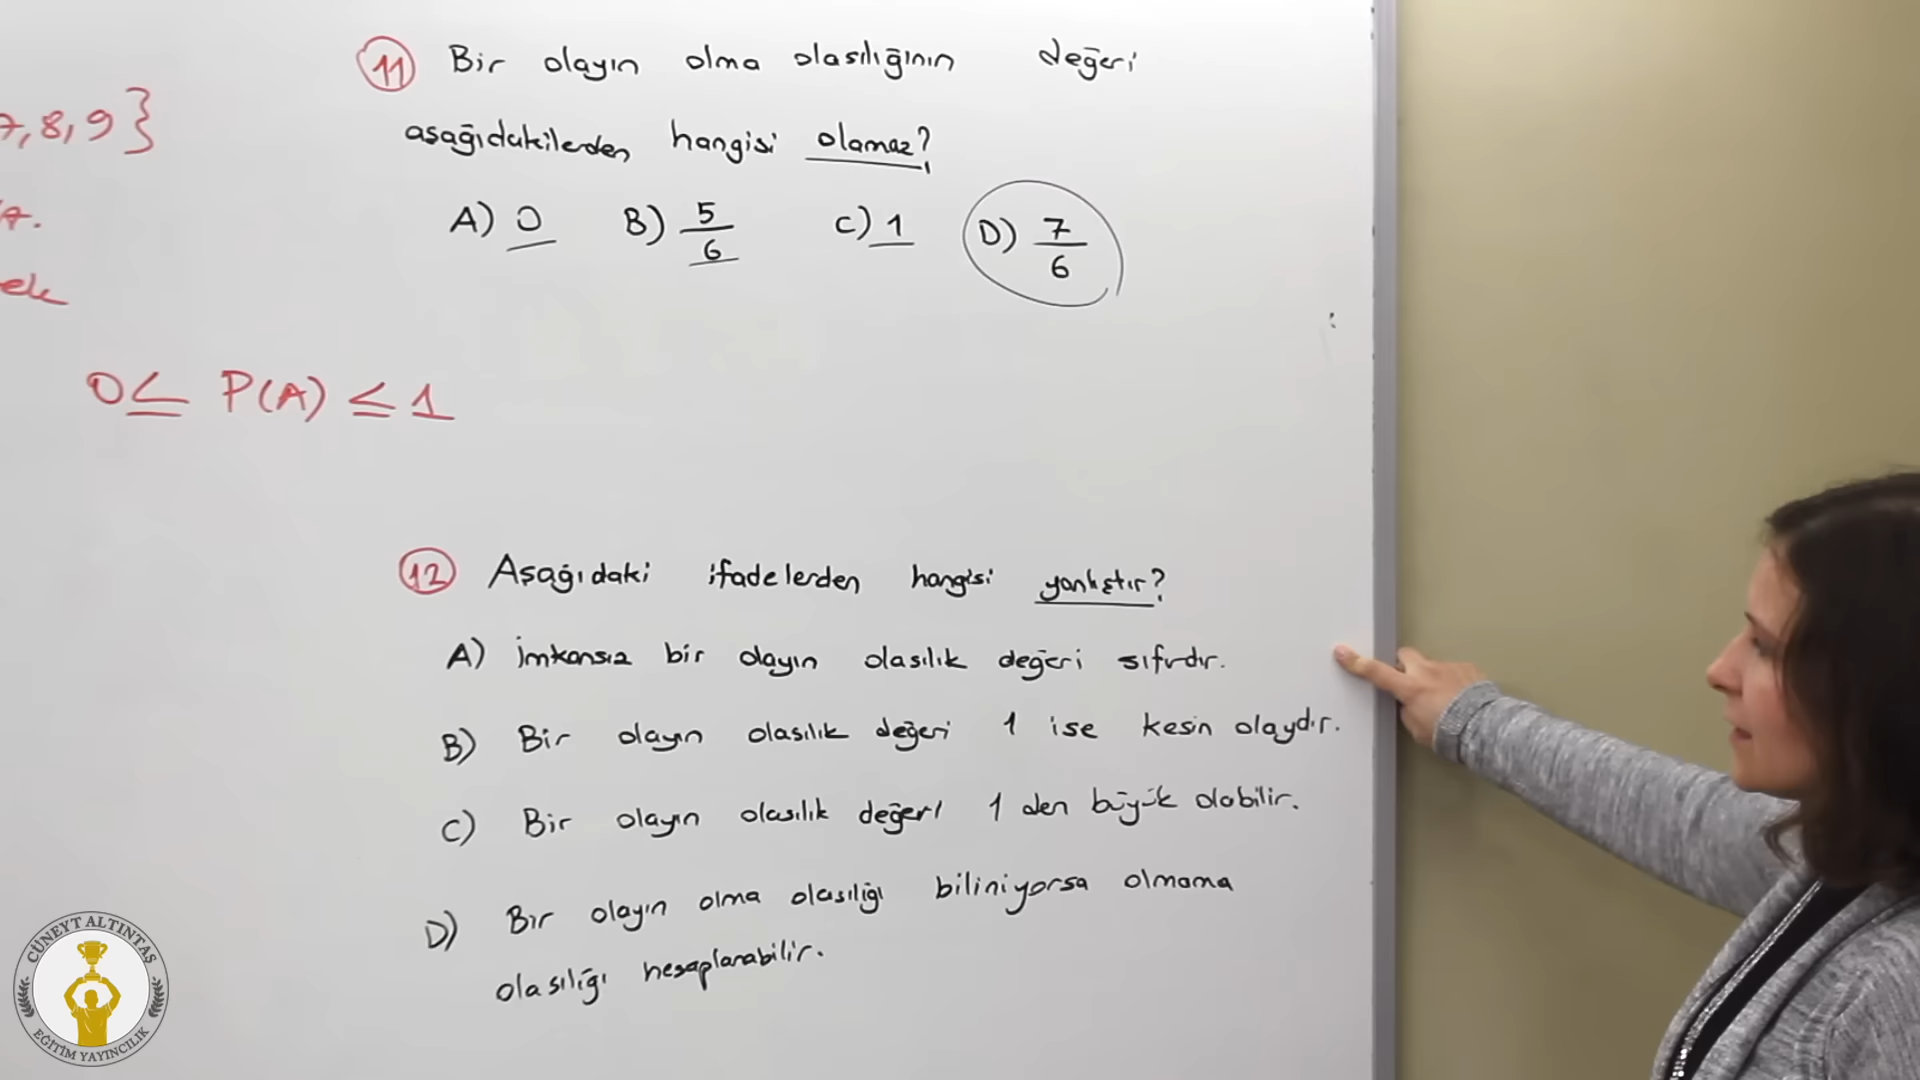 7, 8, 9 }
0 ≤ P(A) ≤ 1
11 Bir olayın olma olasılığının değeri
aşağıdakilerden hangisi olamaz?
A) 0 B) 5/6 C) 1 D) 7/6
12 Aşağıdaki ifadelerden hangisi yanlıştır?
A) İmkansız bir olayın olasılık değeri sıfırdır.
B) Bir olayın olasılık değeri 1 ise kesin olaydır.
C) Bir olayın olasılık değeri 1 den büyük olabilir.
D) Bir olayın olma olasılığı biliniyorsa olmama
olasılığı hesaplanabilir.
CÜNEYT ALTINTAŞ
EĞİTİM YAYINCILIK